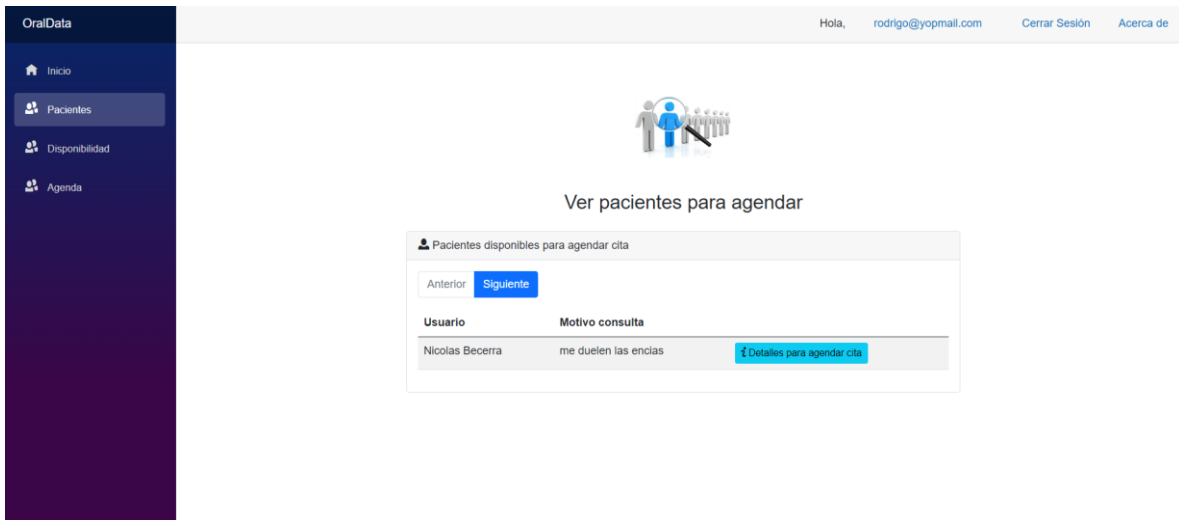 OralData
Hola, rodrigo@yopmail.com Cerrar Sesión Acerca de
Inicio
Pacientes
Disponibilidad
Agenda
Ver pacientes para agendar
Pacientes disponibles para agendar cita
Anterior Siguiente
Usuario Motivo consulta
Nicolas Becerra me duelen las encias Detalles para agendar cita